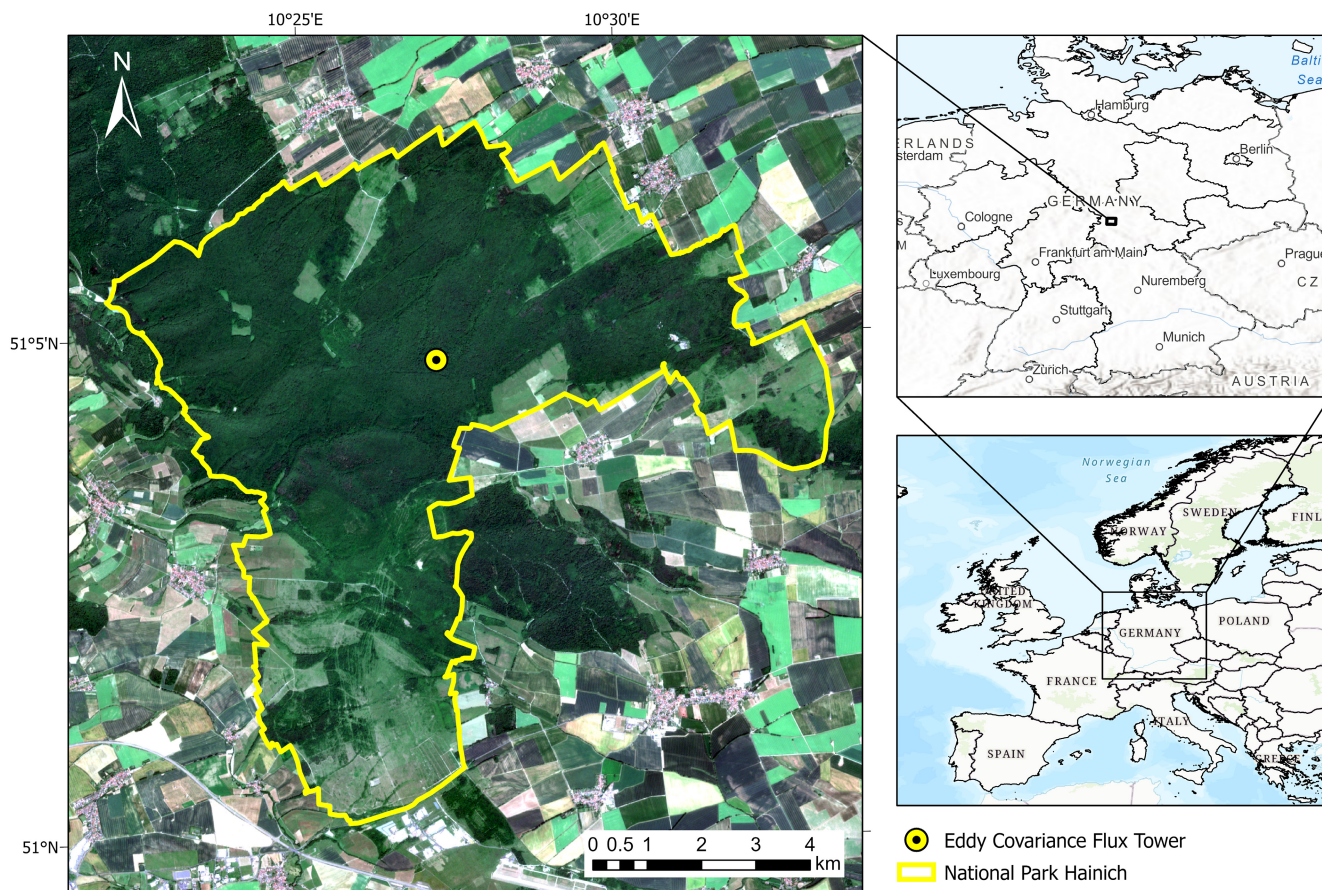 10°25'E
10°30'E
N
51°5'N
51°N
0 0.5 1 2 3 4
km
Balti
Sea
Hamburg
ERLANDS
sterdam
Berlin
GERMANY
Cologne
S
M
Frankfurt am Main
Prague
Luxembourg
CZ
Nuremberg
Stuttgart
Munich
Zürich
AUSTRIA
Norwegian
Sea
SWEDEN
FINL
NORWAY
UNITED
KINGDOM
POLAND
GERMANY
FRANCE
ITALY
SPAIN
GREECE
Eddy Covariance Flux Tower
National Park Hainich